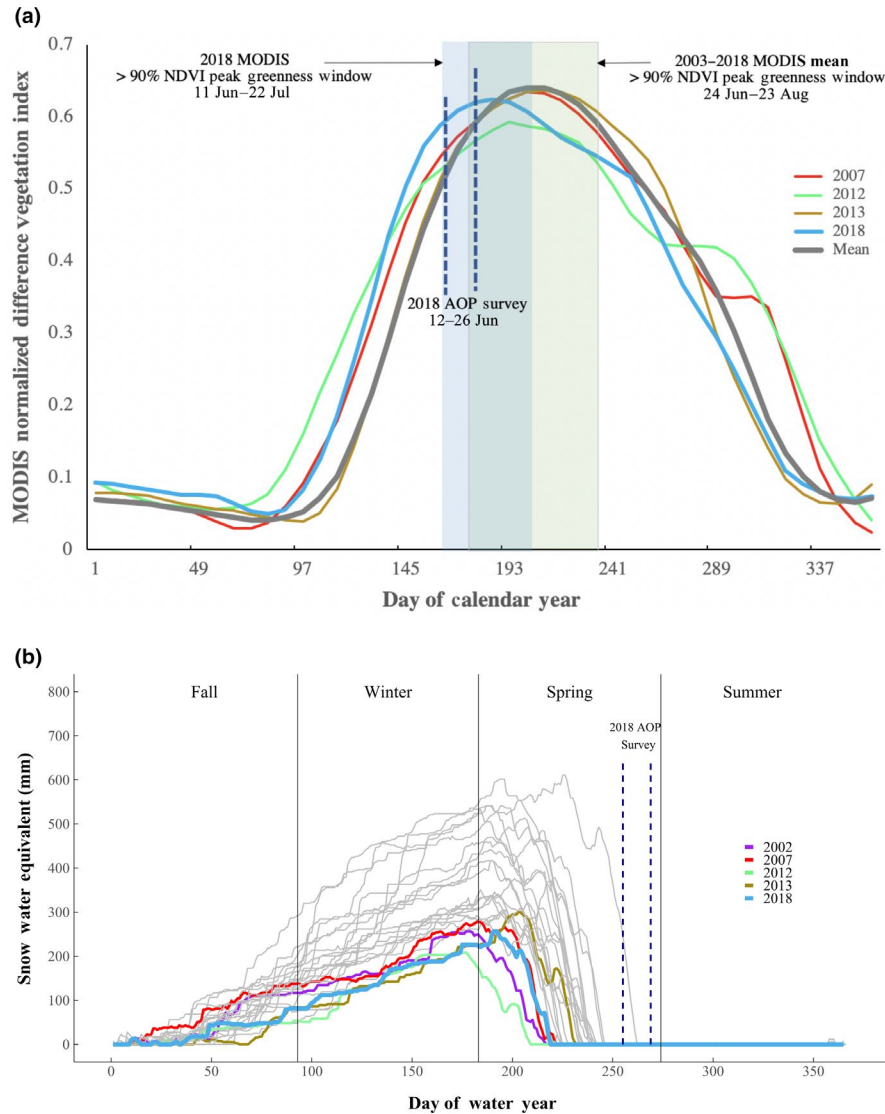 (a)
0.7
0.6
0.5
0.4
0.3
0.2
0.1
0
MODIS normalized difference vegetation index
2018 MODIS
> 90% NDVI peak greenness window
11 Jun–22 Jul
2003–2018 MODIS mean
> 90% NDVI peak greenness window
24 Jun–23 Aug
2007
2012
2013
2018
Mean
2018 AOP survey
12–26 Jun
1 49 97 145 193 241 289 337
Day of calendar year
(b)
Fall Winter Spring Summer
800
700
600
500
400
300
200
100
0
Snow water equivalent (mm)
2018 AOP
Survey
2002
2007
2012
2013
2018
0 50 100 150 200 250 300 350
Day of water year